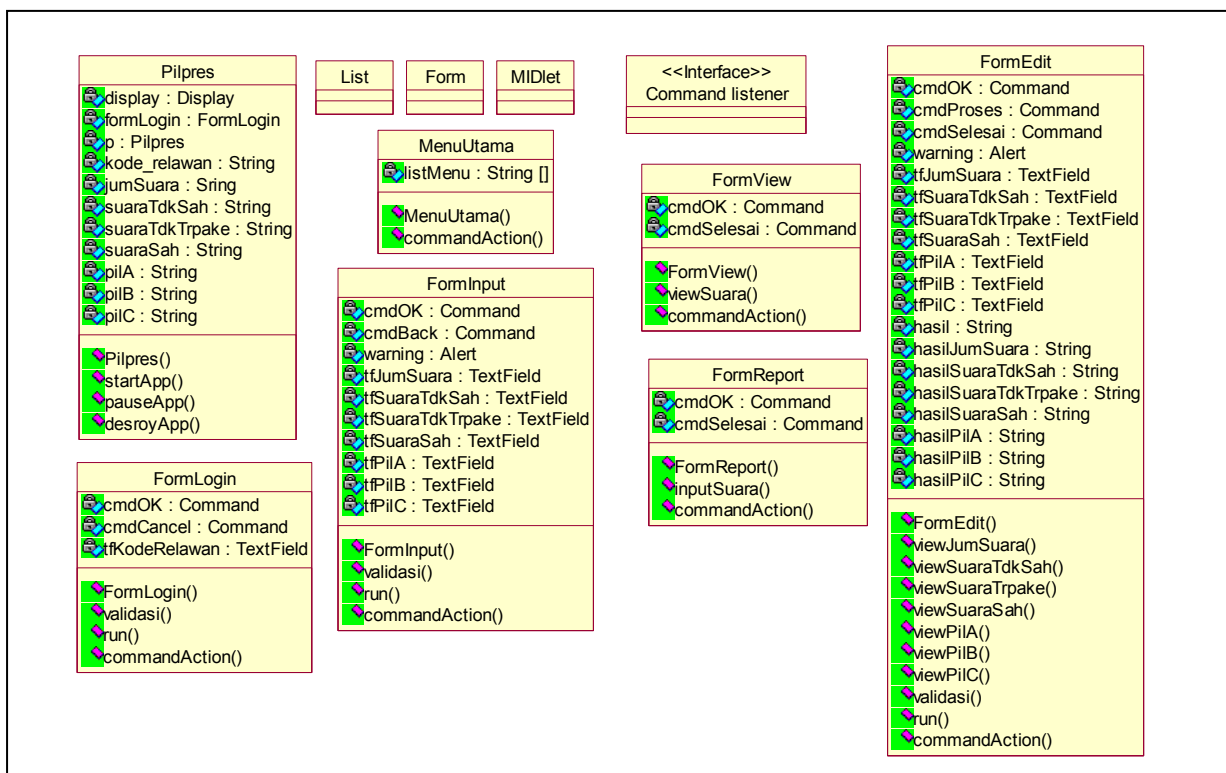 Pilpres
display : Display
formLogin : FormLogin
p : Pilpres
kode_relawan : String
jumSuara : Sring
suaraTdkSah : String
suaraTdkTrpake : String
suaraSah : String
pilA : String
pilB : String
pilC : String
Pilpres()
startApp()
pauseApp()
desroyApp()
FormLogin
cmdOK : Command
cmdCancel : Command
tfKodeRelawan : TextField
FormLogin()
validasi()
run()
commandAction()
List
Form
MIDlet
MenuUtama
listMenu : String []
MenuUtama()
commandAction()
FormInput
cmdOK : Command
cmdBack : Command
warning : Alert
tfJumSuara : TextField
tfSuaraTdkSah : TextField
tfSuaraTdkTrpake : TextField
tfSuaraSah : TextField
tfPilA : TextField
tfPilB : TextField
tfPilC : TextField
FormInput()
validasi()
run()
commandAction()
<<Interface>>
Command listener
FormView
cmdOK : Command
cmdSelesai : Command
FormView()
viewSuara()
commandAction()
FormReport
cmdOK : Command
cmdSelesai : Command
FormReport()
inputSuara()
commandAction()
FormEdit
cmdOK : Command
cmdProses : Command
cmdSelesai : Command
warning : Alert
tfJumSuara : TextField
tfSuaraTdkSah : TextField
tfSuaraTdkTrpake : TextField
tfSuaraSah : TextField
tfPilA : TextField
tfPilB : TextField
tfPilC : TextField
hasil : String
hasilJumSuara : String
hasilSuaraTdkSah : String
hasilSuaraTdkTrpake : String
hasilSuaraSah : String
hasilPilA : String
hasilPilB : String
hasilPilC : String
FormEdit()
viewJumSuara()
viewSuaraTdkSah()
viewSuaraTrpake()
viewSuaraSah()
viewPilA()
viewPilB()
viewPilC()
validasi()
run()
commandAction()